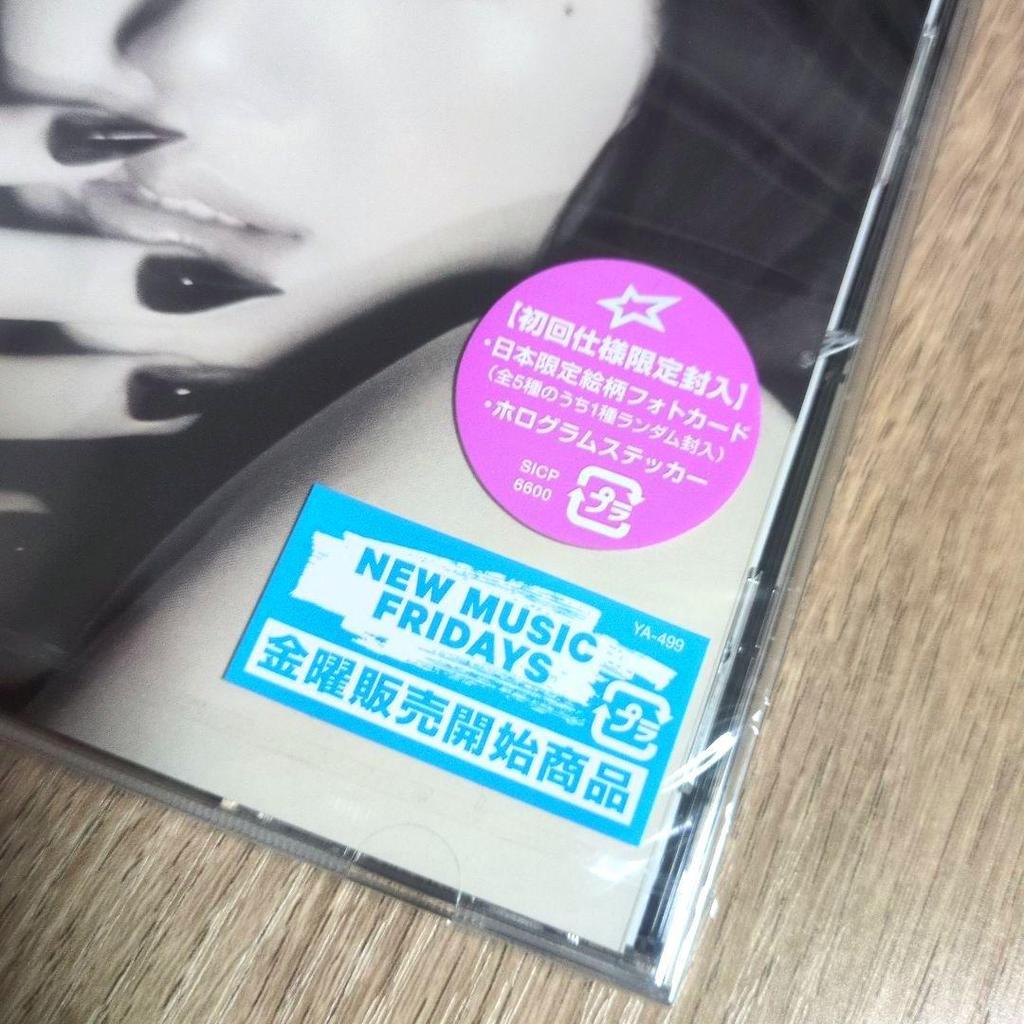 【初回仕様限定封入】
・日本限定絵柄フォトカード
（全5種のうち1種ランダム封入）
・ホログラムステッカー
SICP
6600
プラ
NEW MUSIC
FRIDAYS
YA-499
プラ
金曜販売開始商品